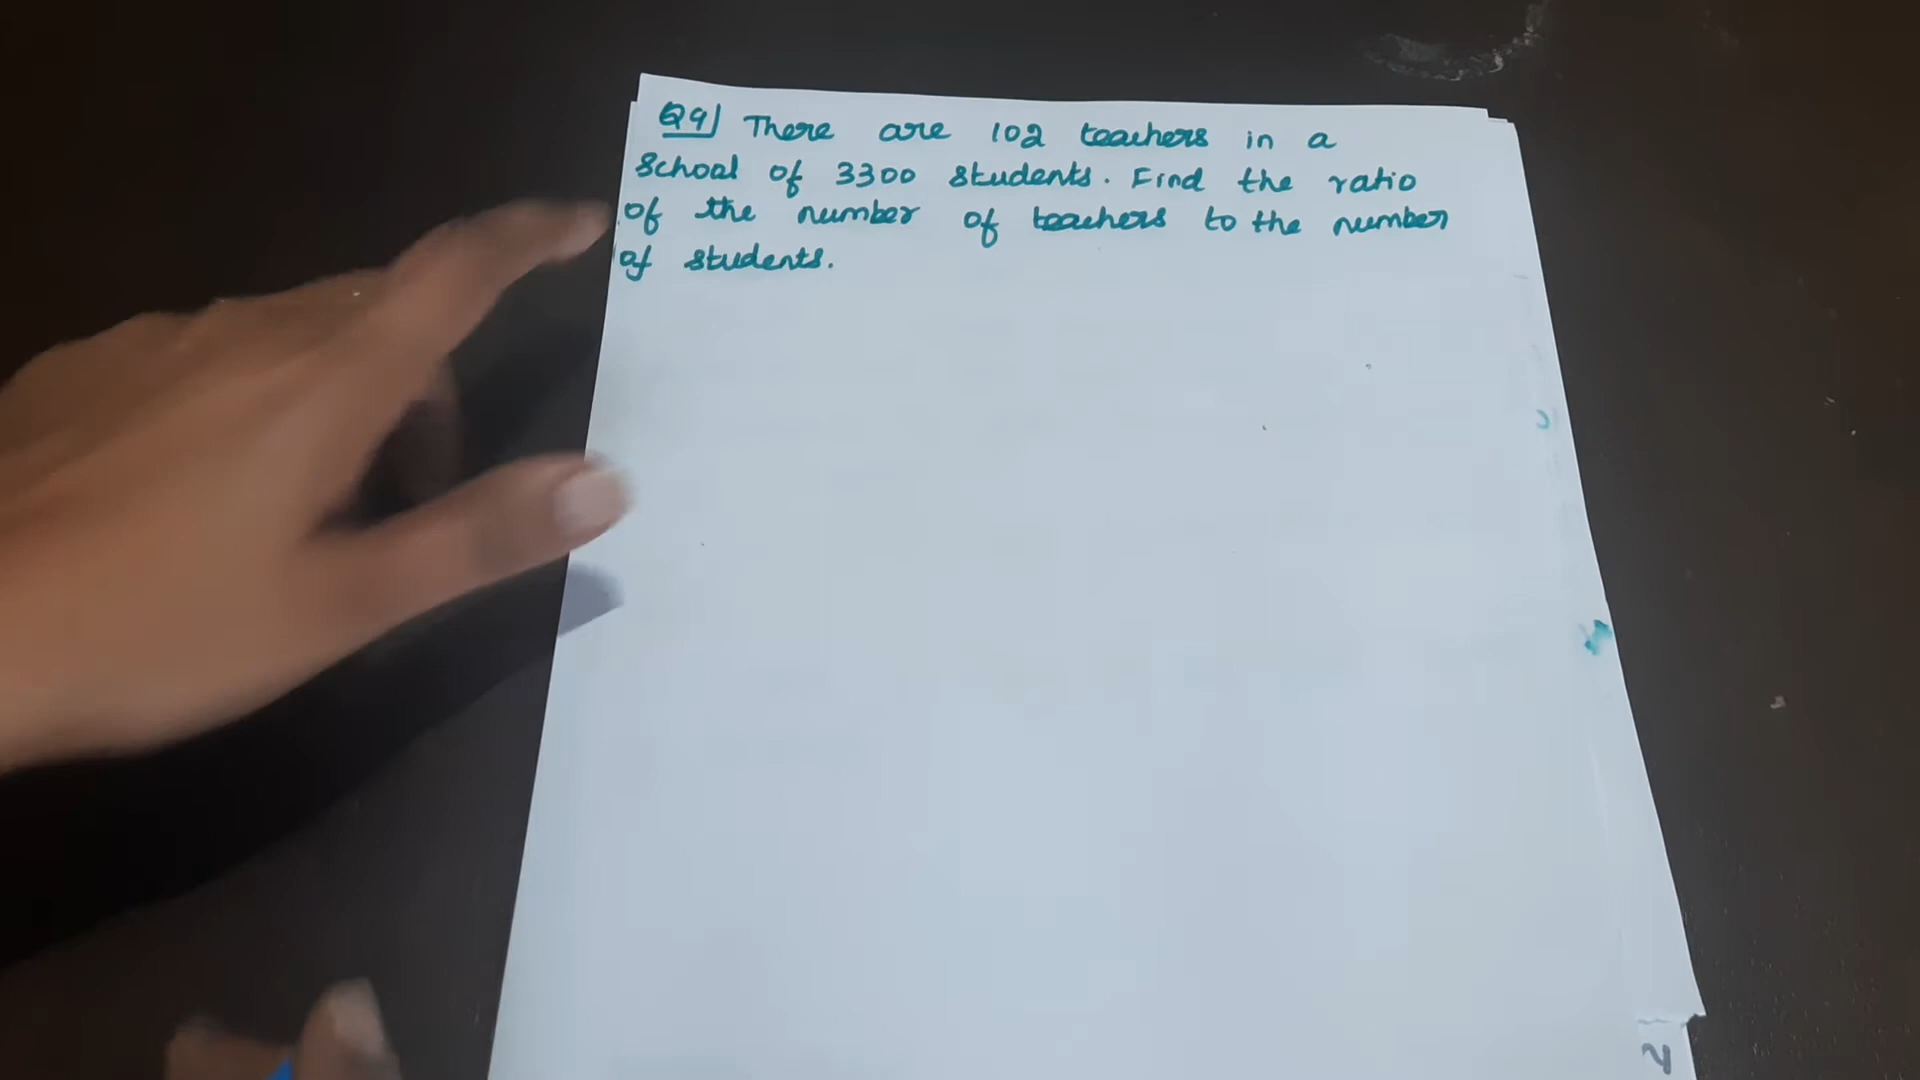 Q9) There are 102 teachers in a
School of 3300 students. Find the ratio
of the number of teachers to the number
of students.